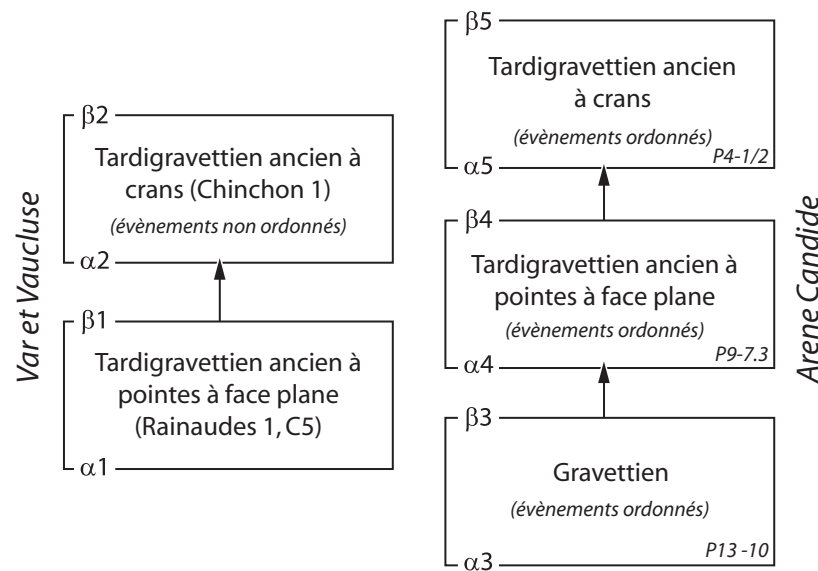 Var et Vaucluse
β2
Tardigravettien ancien à
crans (Chinchon 1)
(évènements non ordonnés)
α2
β1
Tardigravettien ancien à
pointes à face plane
(Rainaudes 1, C5)
α1
β5
Tardigravettien ancien
à crans
(évènements ordonnés)
P4-1/2
α5
β4
Tardigravettien ancien à
pointes à face plane
(évènements ordonnés)
P9-7.3
α4
β3
Gravettien
(évènements ordonnés)
P13 -10
α3
Arene Candide